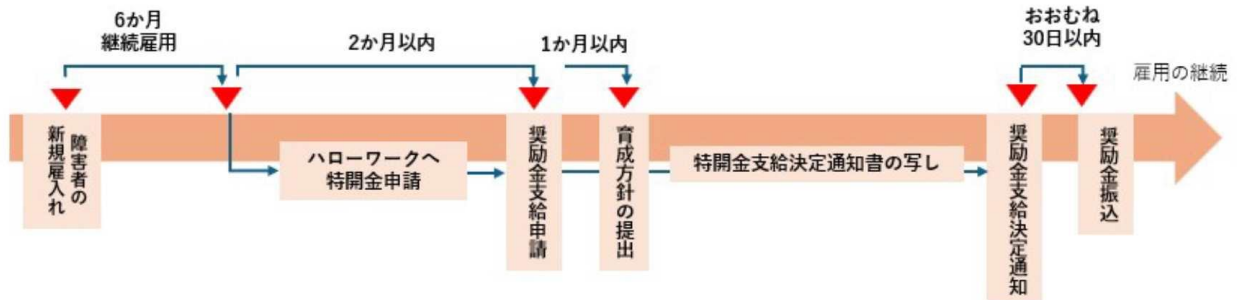 6か月
継続雇用
2か月以内
1か月以内
おおむね
30日以内
雇用の継続
障害者の
新規雇入れ
ハローワークへ
特開金申請
奨励金支給申請
育成方針の提出
特開金支給決定通知書の写し
奨励金支給決定通知
奨励金振込